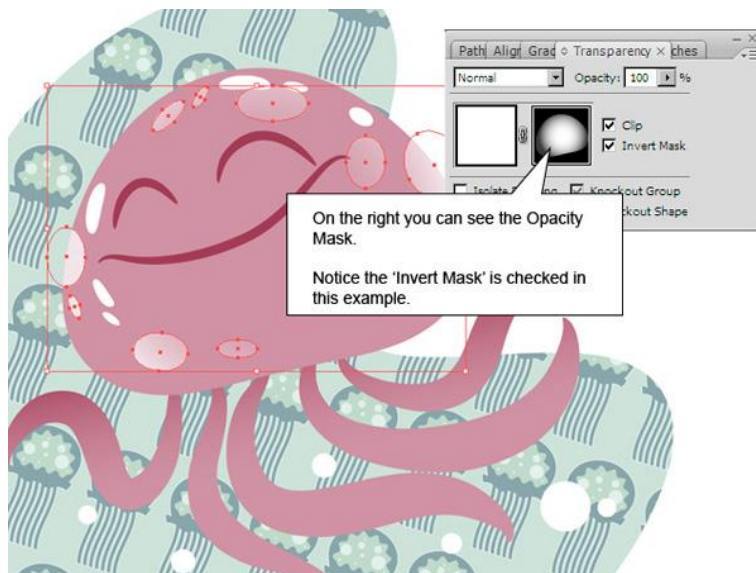 Path Align Grad Transparency × ches
Normal Opacity: 100 %
Clip
Invert Mask
Knockout Group
ckout Shape
On the right you can see the Opacity
Mask.
Notice the ‘Invert Mask’ is checked in
this example.